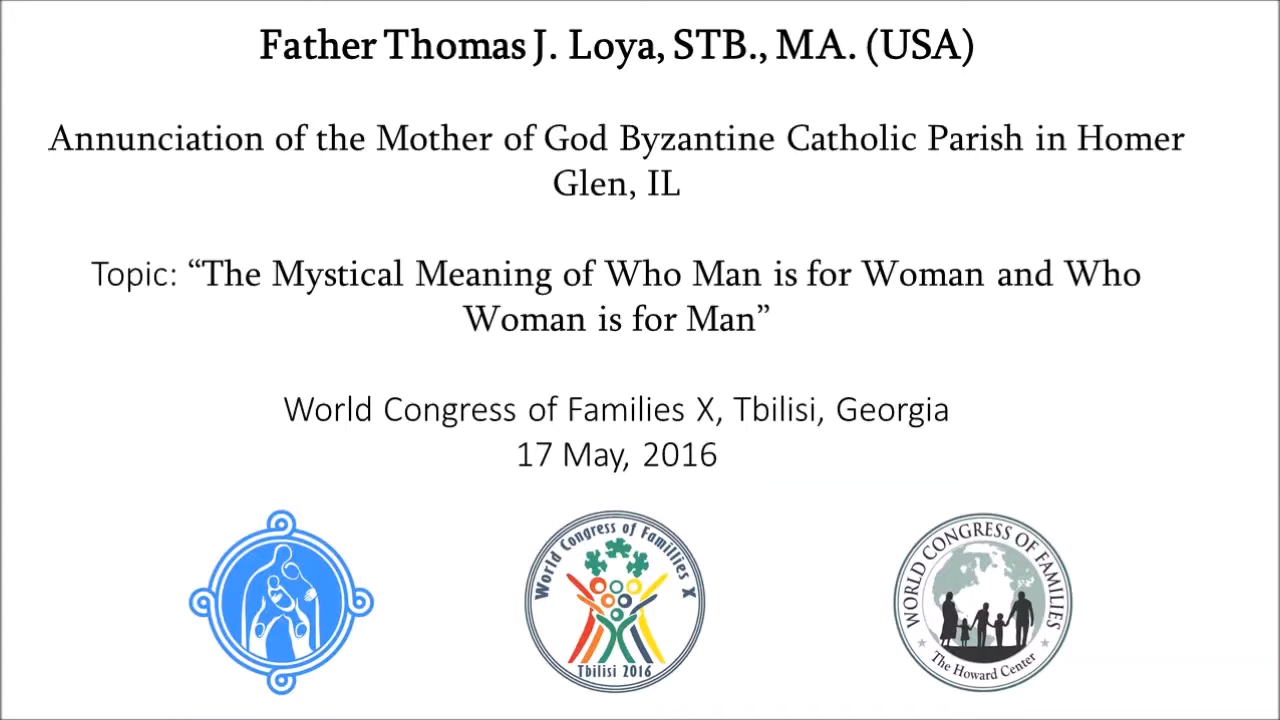 Father Thomas J. Loya, STB., MA. (USA)
Annunciation of the Mother of God Byzantine Catholic Parish in Homer
Glen, IL
Topic: “The Mystical Meaning of Who Man is for Woman and Who
Woman is for Man”
World Congress of Families X, Tbilisi, Georgia
17 May, 2016
World Congress of Families X
Tbilisi 2016
WORLD CONGRESS OF FAMILIES
The Howard Center